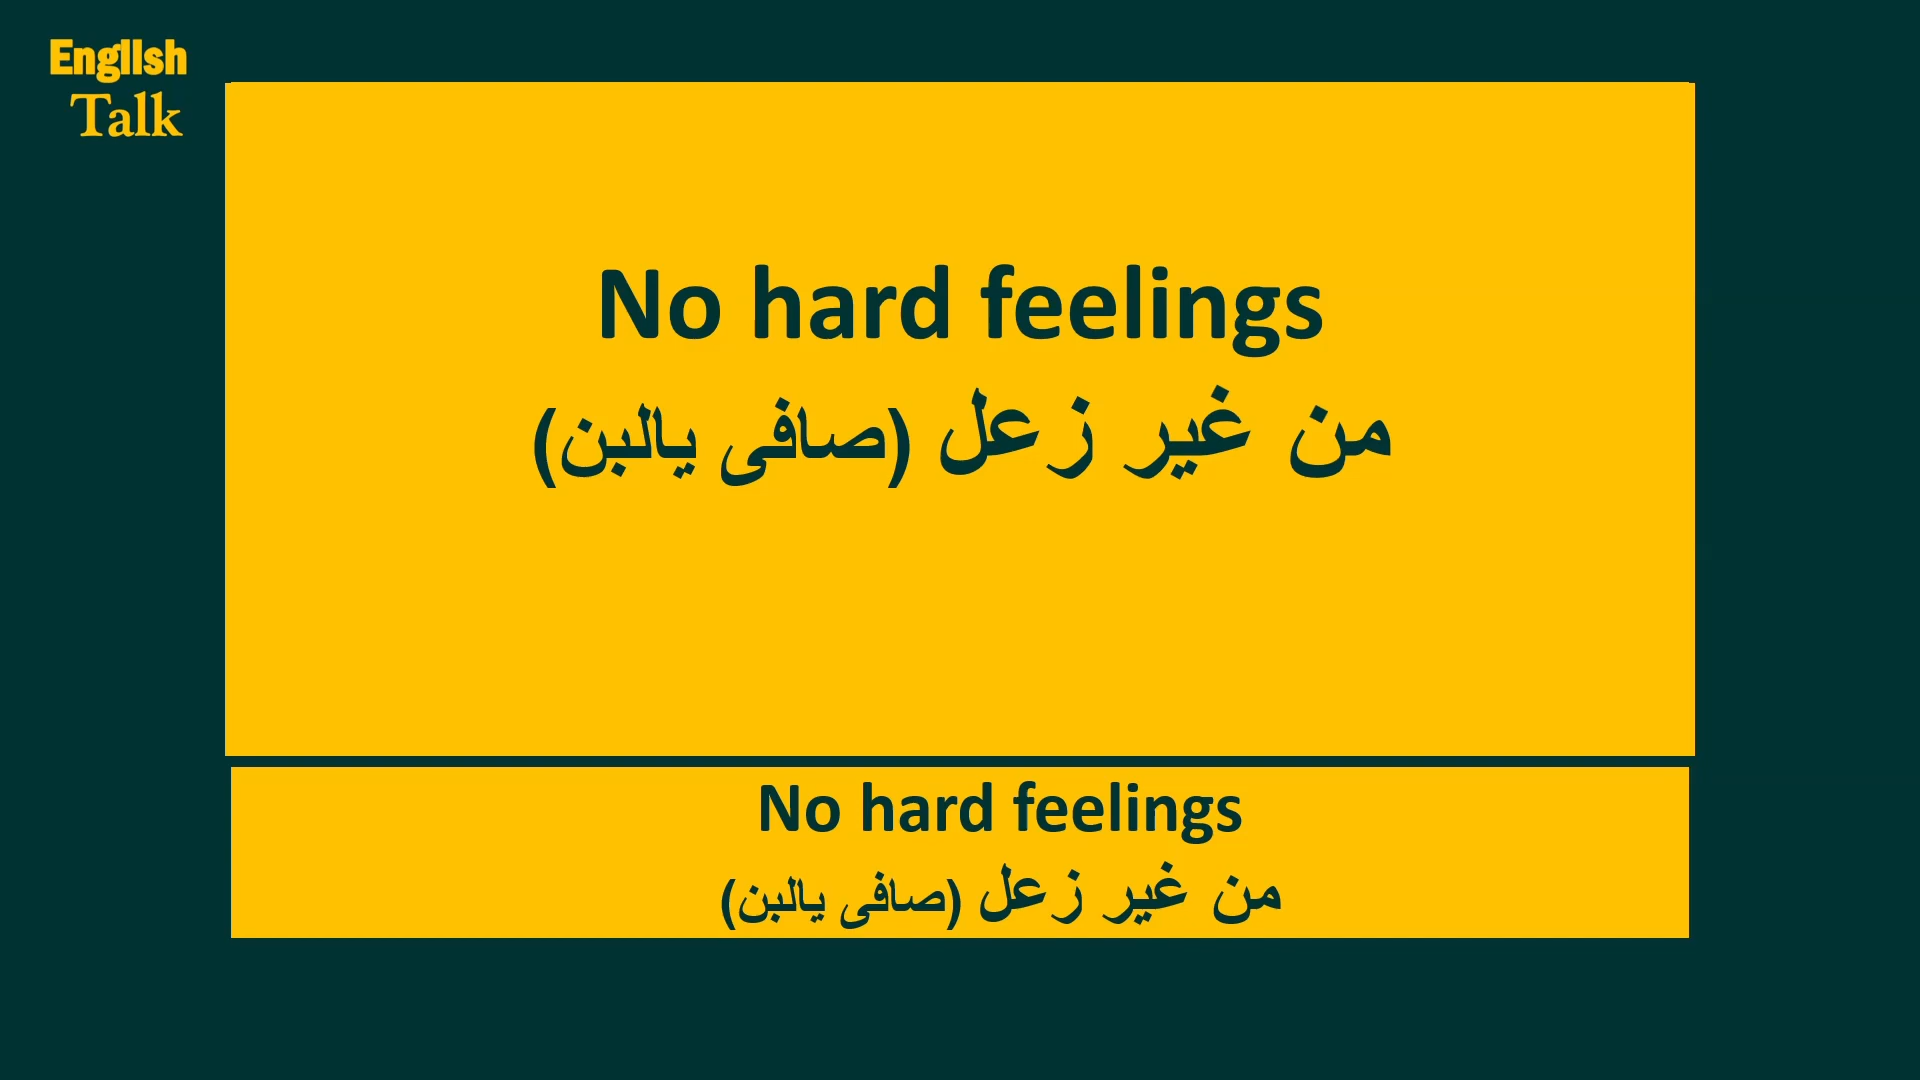 English
Talk
No hard feelings
من غير زعل (صافى يالبن)
No hard feelings
من غير زعل (صافى يالبن)